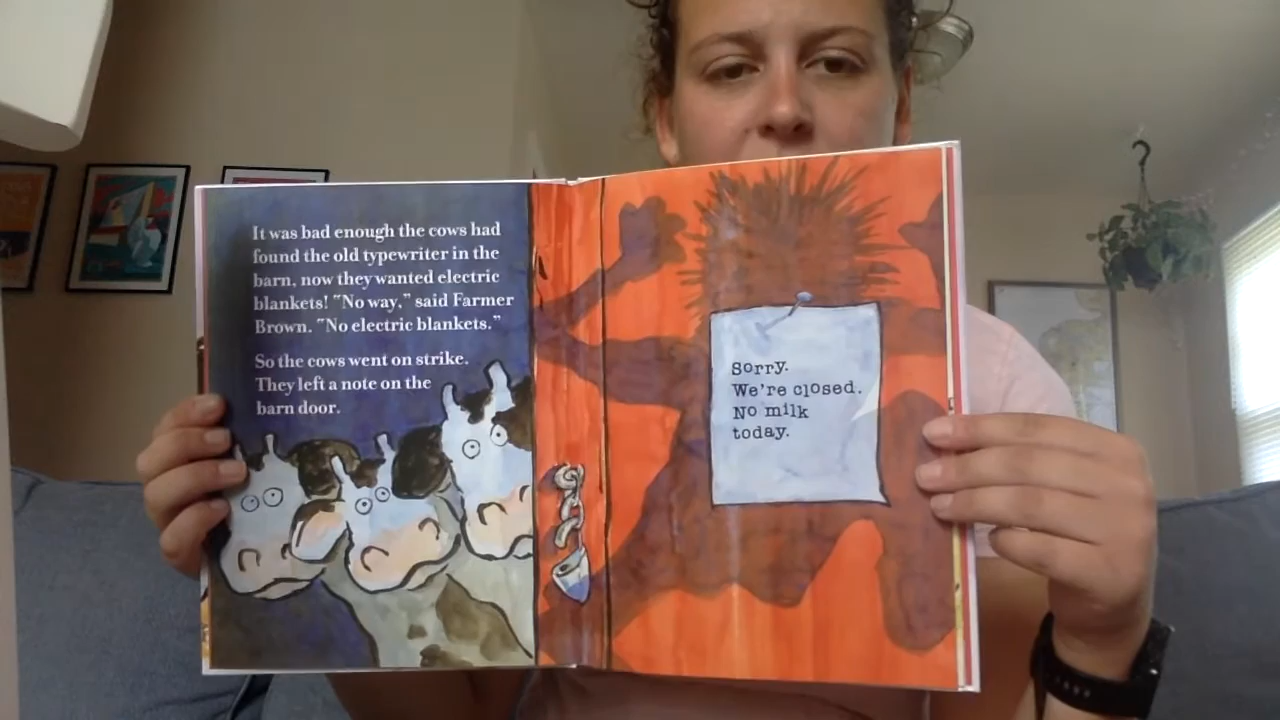 It was bad enough the cows had
found the old typewriter in the
barn, now they wanted electric
blankets! "No way," said Farmer
Brown. "No electric blankets."
So the cows went on strike.
They left a note on the
barn door.
Sorry.
We're closed.
No milk
today.